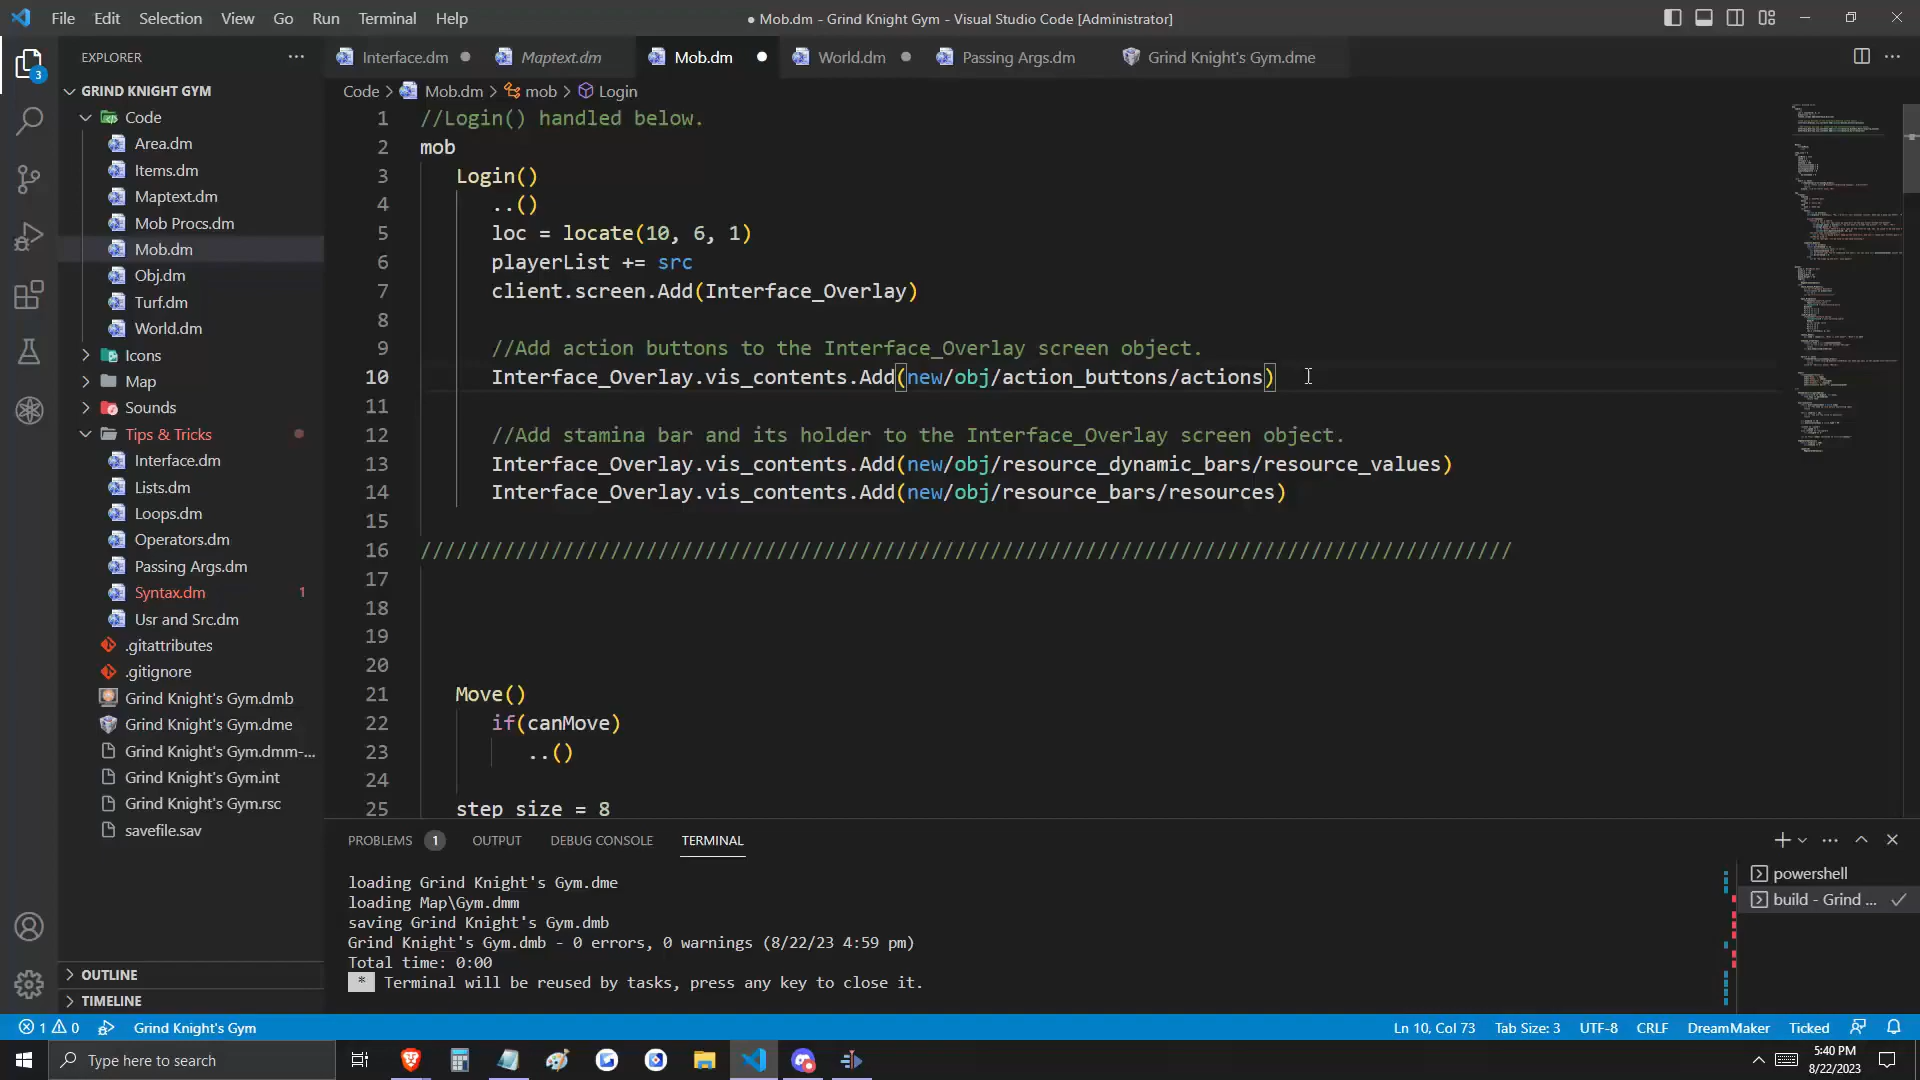 File Edit Selection View Go Run Terminal Help
● Mob.dm - Grind Knight Gym - Visual Studio Code [Administrator]
EXPLORER
Interface.dm
Maptext.dm
Mob.dm
World.dm
Passing Args.dm
Grind Knight's Gym.dme
3
GRIND KNIGHT GYM
Code > Mob.dm > mob > Login
Code
Area.dm
Items.dm
Maptext.dm
Mob Procs.dm
Mob.dm
Obj.dm
Turf.dm
World.dm
Icons
Map
Sounds
Tips & Tricks
Interface.dm
Lists.dm
Loops.dm
Operators.dm
Passing Args.dm
Syntax.dm 1
Usr and Src.dm
.gitattributes
.gitignore
Grind Knight's Gym.dmb
Grind Knight's Gym.dme
Grind Knight's Gym.dmm-...
Grind Knight's Gym.int
Grind Knight's Gym.rsc
savefile.sav
OUTLINE
TIMELINE
1 //Login() handled below.
2 mob
3 Login()
4 ..()
5 loc = locate(10, 6, 1)
6 playerList += src
7 client.screen.Add(Interface_Overlay)
8
9 //Add action buttons to the Interface_Overlay screen object.
10 Interface_Overlay.vis_contents.Add(new/obj/action_buttons/actions)
11
12 //Add stamina bar and its holder to the Interface_Overlay screen object.
13 Interface_Overlay.vis_contents.Add(new/obj/resource_dynamic_bars/resource_values)
14 Interface_Overlay.vis_contents.Add(new/obj/resource_bars/resources)
15
16 ////////////////////////////////////////////////////////////////////////////////////////////
17
18
19
20
21 Move()
22 if(canMove)
23 ..()
24
25 step_size = 8
PROBLEMS 1 OUTPUT DEBUG CONSOLE TERMINAL
loading Grind Knight's Gym.dme
loading Map\Gym.dmm
saving Grind Knight's Gym.dmb
Grind Knight's Gym.dmb - 0 errors, 0 warnings (8/22/23 4:59 pm)
Total time: 0:00
* Terminal will be reused by tasks, press any key to close it.
powershell
build - Grind ...
1 0 Grind Knight's Gym
Ln 10, Col 73 Tab Size: 3 UTF-8 CRLF DreamMaker Ticked
Type here to search
5:40 PM
8/22/2023